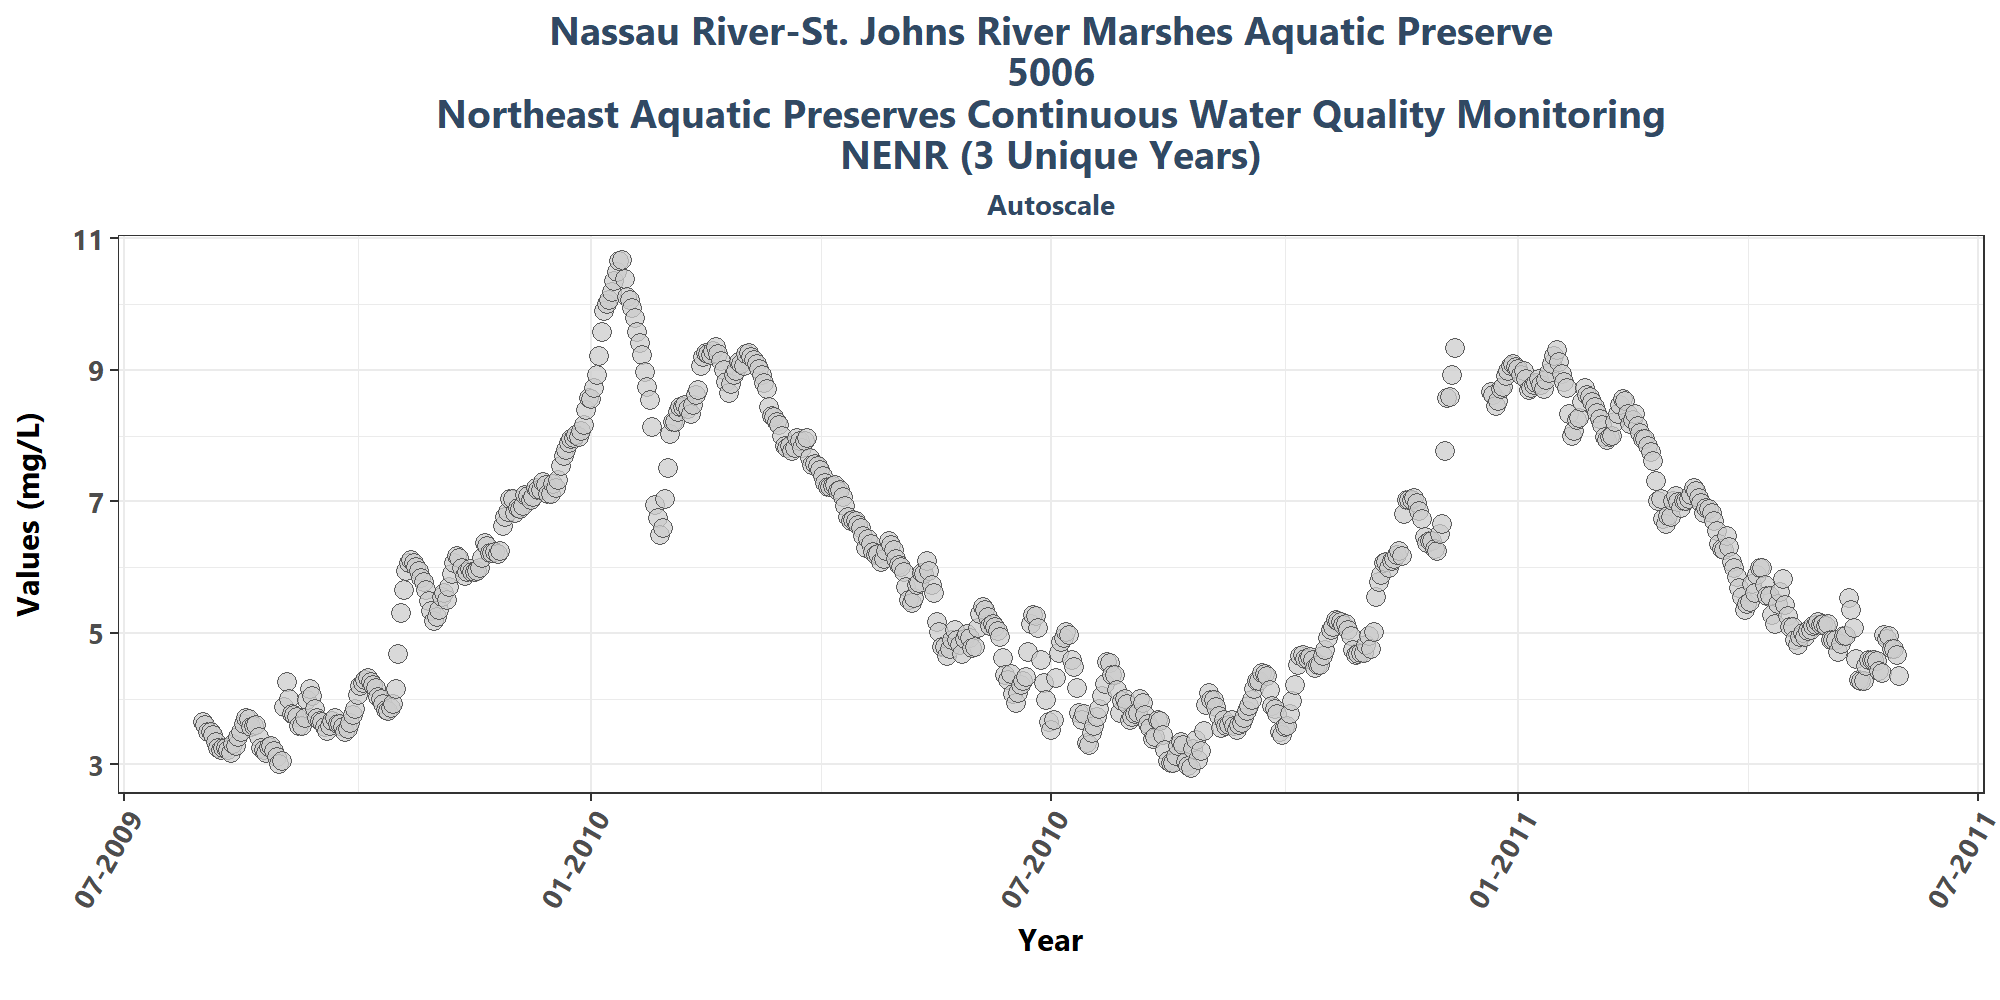 Nassau River-St. Johns River Marshes Aquatic Preserve
5006
Northeast Aquatic Preserves Continuous Water Quality Monitoring
NENR (3 Unique Years)
Autoscale
11
9
7
5
3
Values (mg/L)
07-2009
01-2010
07-2010
01-2011
07-2011
Year